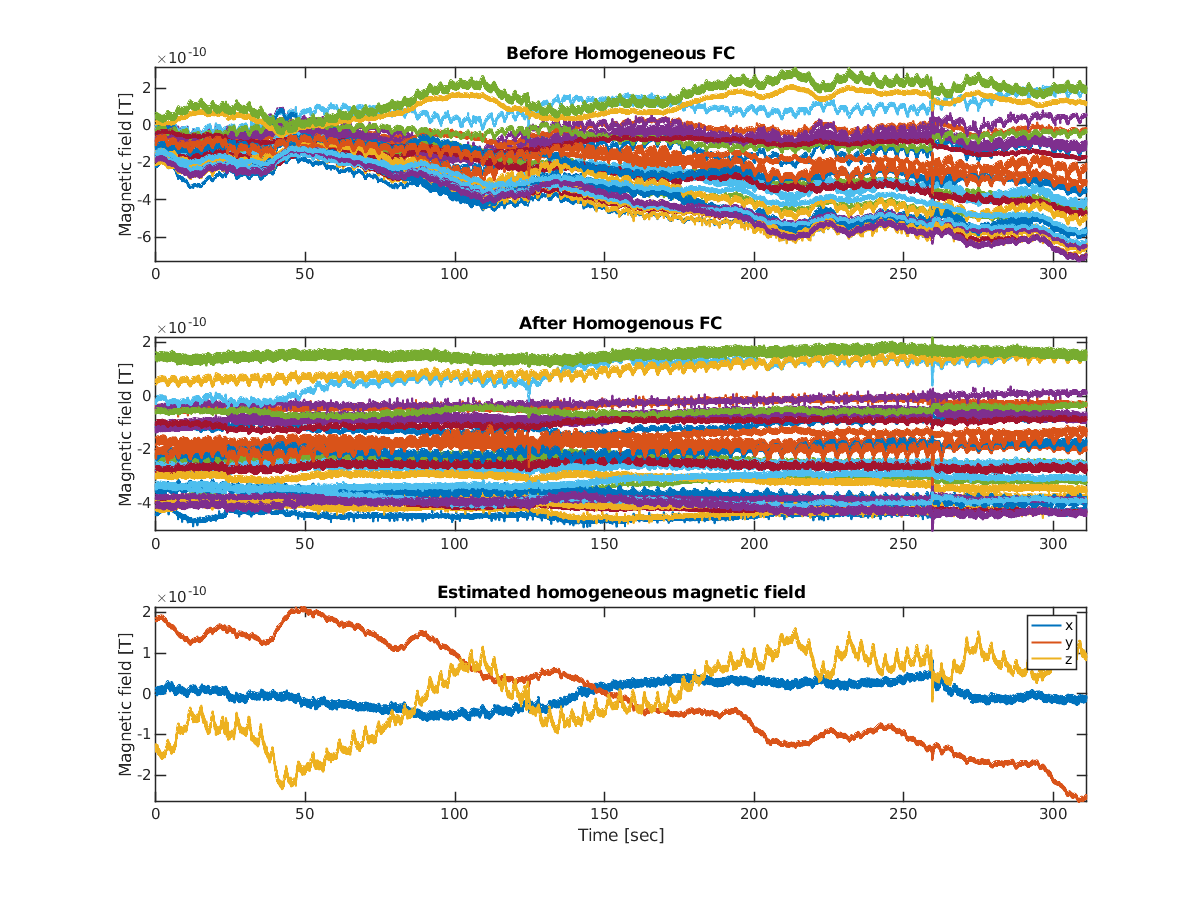 Before Homogeneous FC
×10-10
Magnetic field [T]
2
0
-2
-4
-6
0 50 100 150 200 250 300
After Homogenous FC
×10-10
Magnetic field [T]
2
0
-2
-4
0 50 100 150 200 250 300
Estimated homogeneous magnetic field
×10-10
Magnetic field [T]
2
1
0
-1
-2
x
y
z
0 50 100 150 200 250 300
Time [sec]